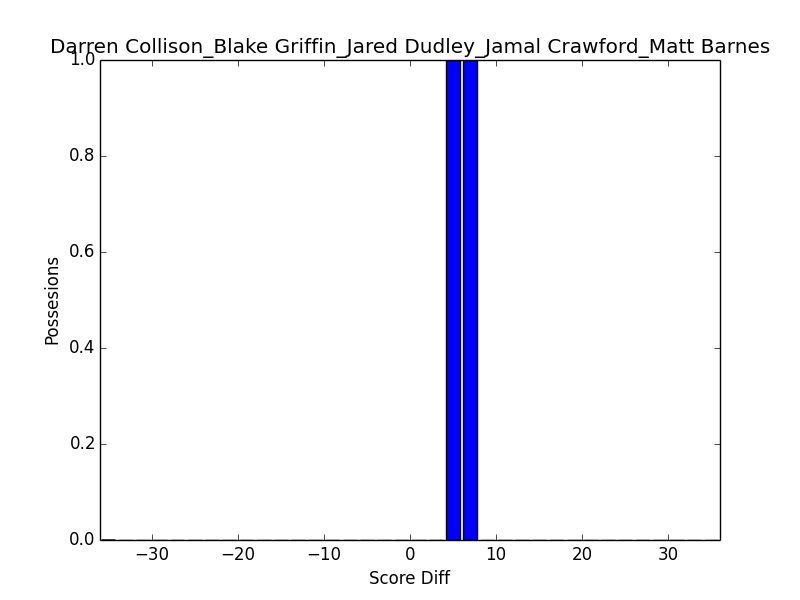 Darren Collison_Blake Griffin_Jared Dudley_Jamal Crawford_Matt Barnes
1.0
0.8
0.6
0.4
0.2
0.0
Possesions
−30 −20 −10 0 10 20 30
Score Diff